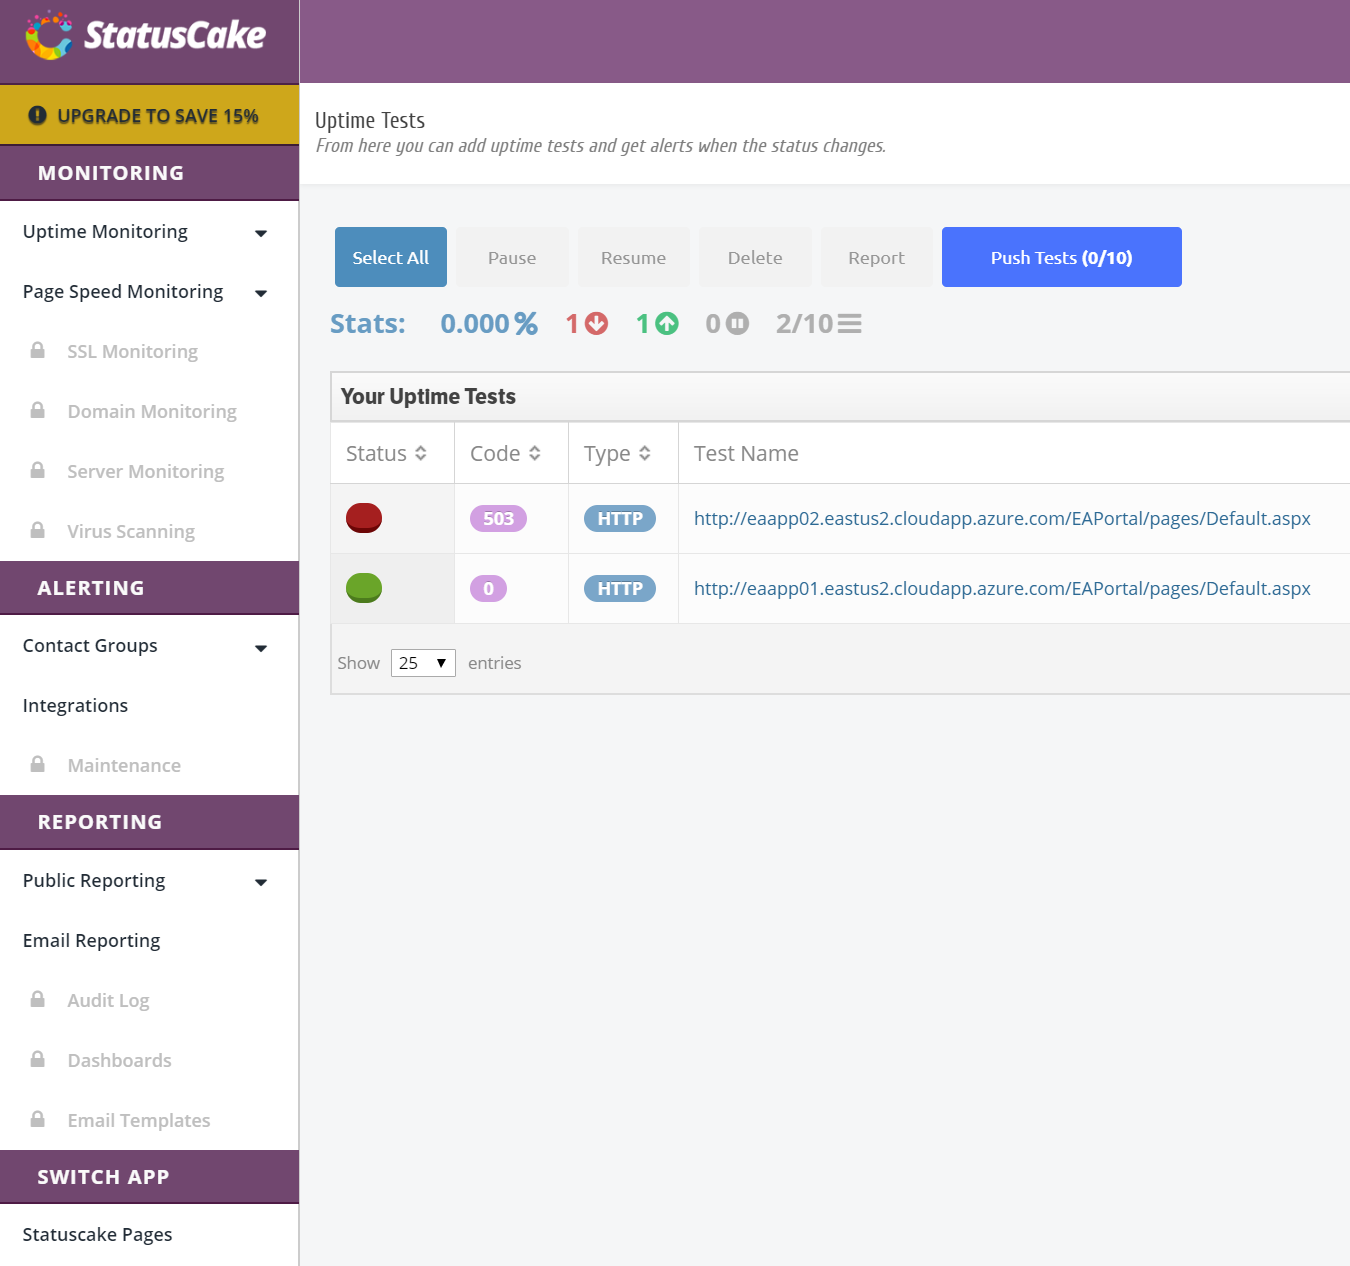 StatusCake
UPGRADE TO SAVE 15%
MONITORING
Uptime Monitoring
Page Speed Monitoring
SSL Monitoring
Domain Monitoring
Server Monitoring
Virus Scanning
ALERTING
Contact Groups
Integrations
Maintenance
REPORTING
Public Reporting
Email Reporting
Audit Log
Dashboards
Email Templates
SWITCH APP
Statuscake Pages
Uptime Tests
From here you can add uptime tests and get alerts when the status changes.
Select All Pause Resume Delete Report Push Tests (0/10)
Stats: 0.000% 1 1 0 2/10
Your Uptime Tests
Status Code Type Test Name
503 HTTP http://eaapp02.eastus2.cloudapp.azure.com/EAPortal/pages/Default.aspx
0 HTTP http://eaapp01.eastus2.cloudapp.azure.com/EAPortal/pages/Default.aspx
Show 25 entries